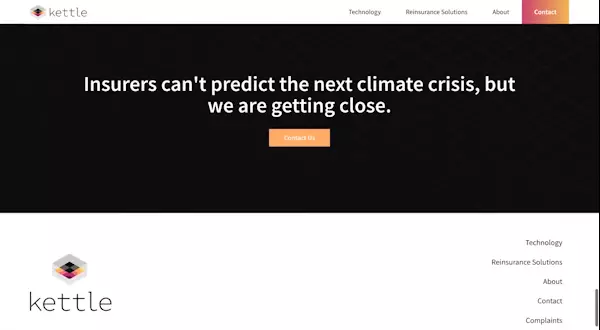 kettle
Technology
Reinsurance Solutions
About
Contact
Insurers can't predict the next climate crisis, but
we are getting close.
Contact Us
kettle
Technology
Reinsurance Solutions
About
Contact
Complaints